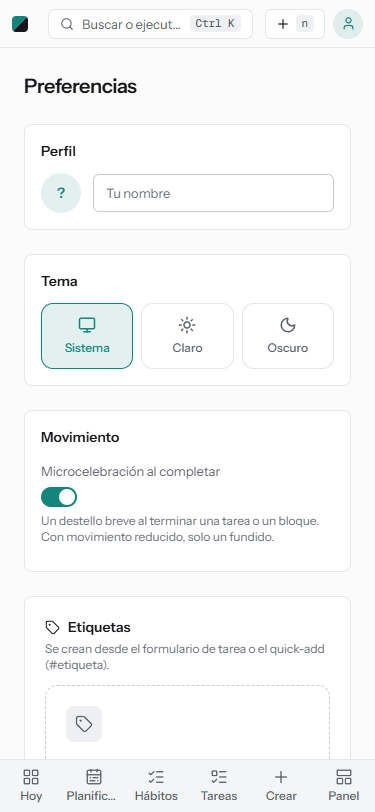 Buscar o ejecut... Ctrl K
n
Preferencias
Perfil
?
Tu nombre
Tema
Sistema
Claro
Oscuro
Movimiento
Microcelebración al completar
Un destello breve al terminar una tarea o un bloque.
Con movimiento reducido, solo un fundido.
Etiquetas
Se crean desde el formulario de tarea o el quick-add
(#etiqueta).
Hoy
Planific...
Hábitos
Tareas
Crear
Panel